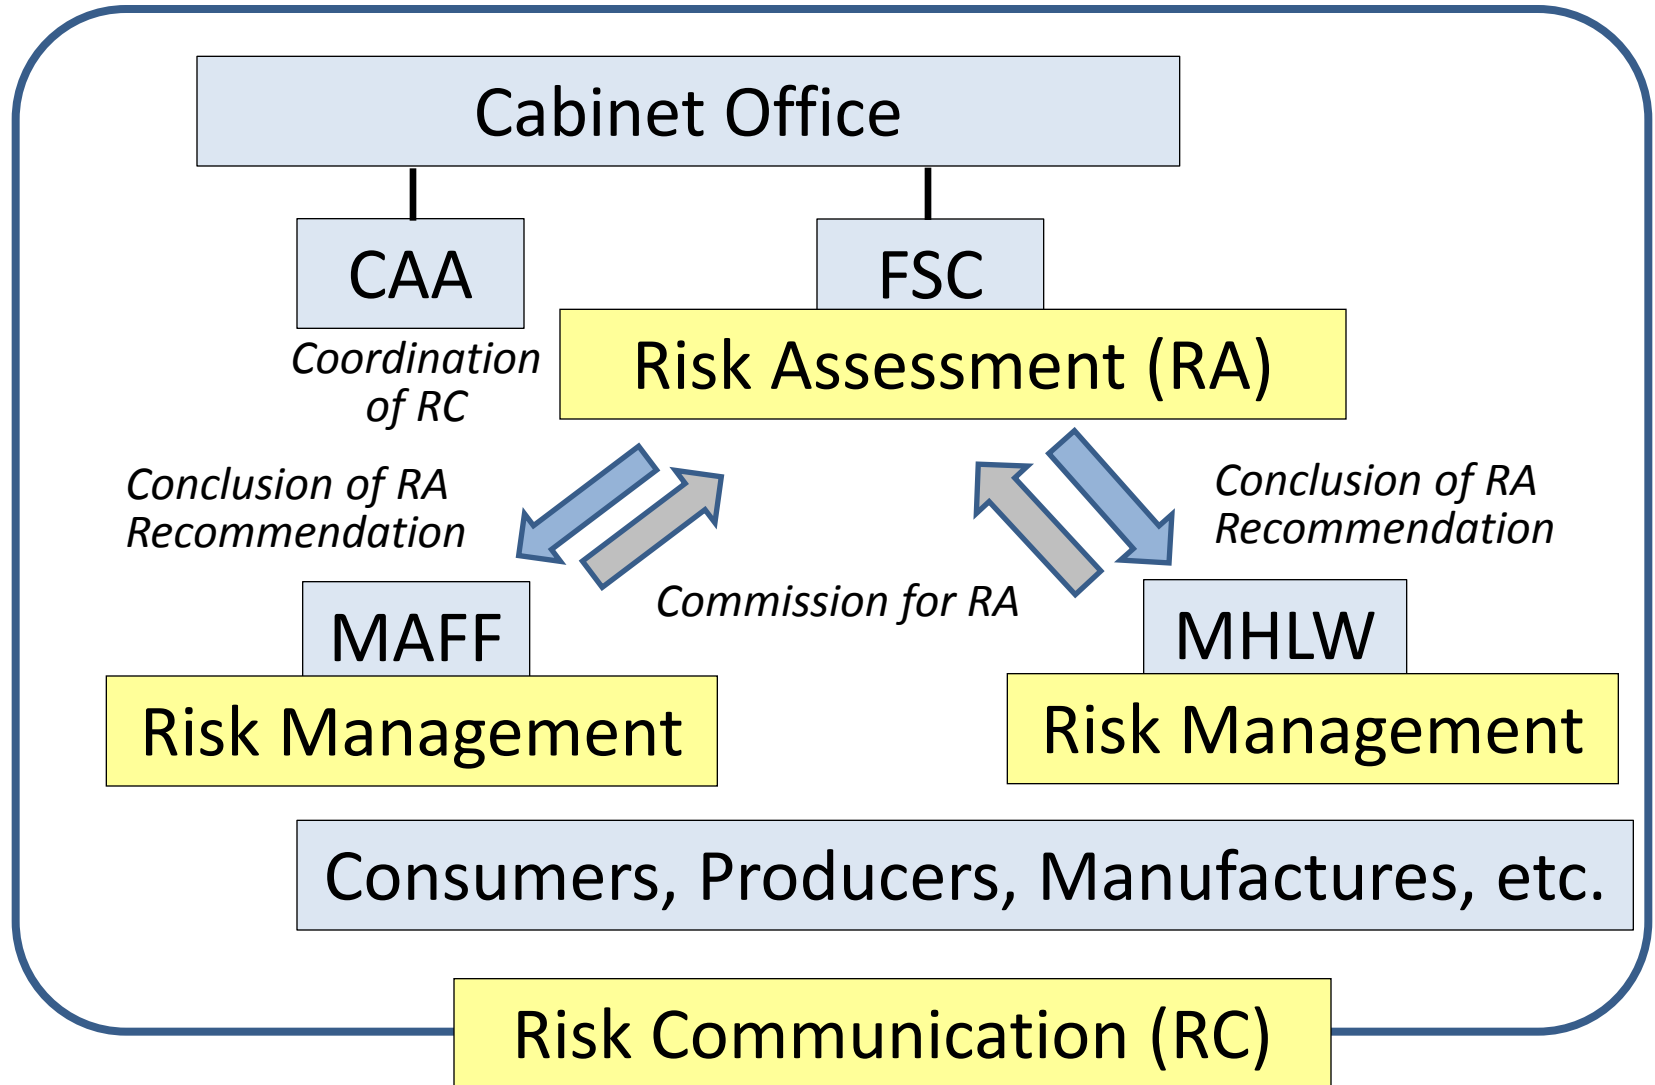 Cabinet Office
CAA
FSC
Risk Assessment (RA)
Coordination
of RC
Conclusion of RA
Recommendation
Conclusion of RA
Recommendation
Commission for RA
MAFF
MHLW
Risk Management
Risk Management
Consumers, Producers, Manufactures, etc.
Risk Communication (RC)